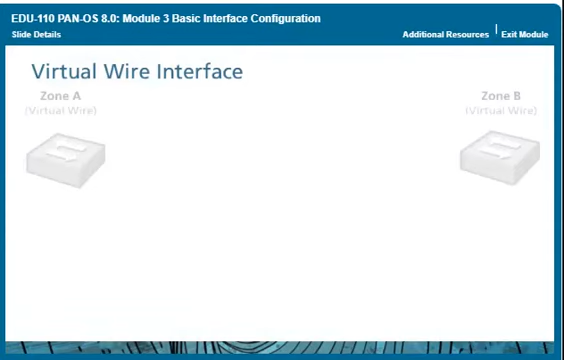 EDU-110 PAN-OS 8.0: Module 3 Basic Interface Configuration
Slide Details
Additional Resources
Exit Module
Virtual Wire Interface
Zone A
(Virtual Wire)
Zone B
(Virtual Wire)